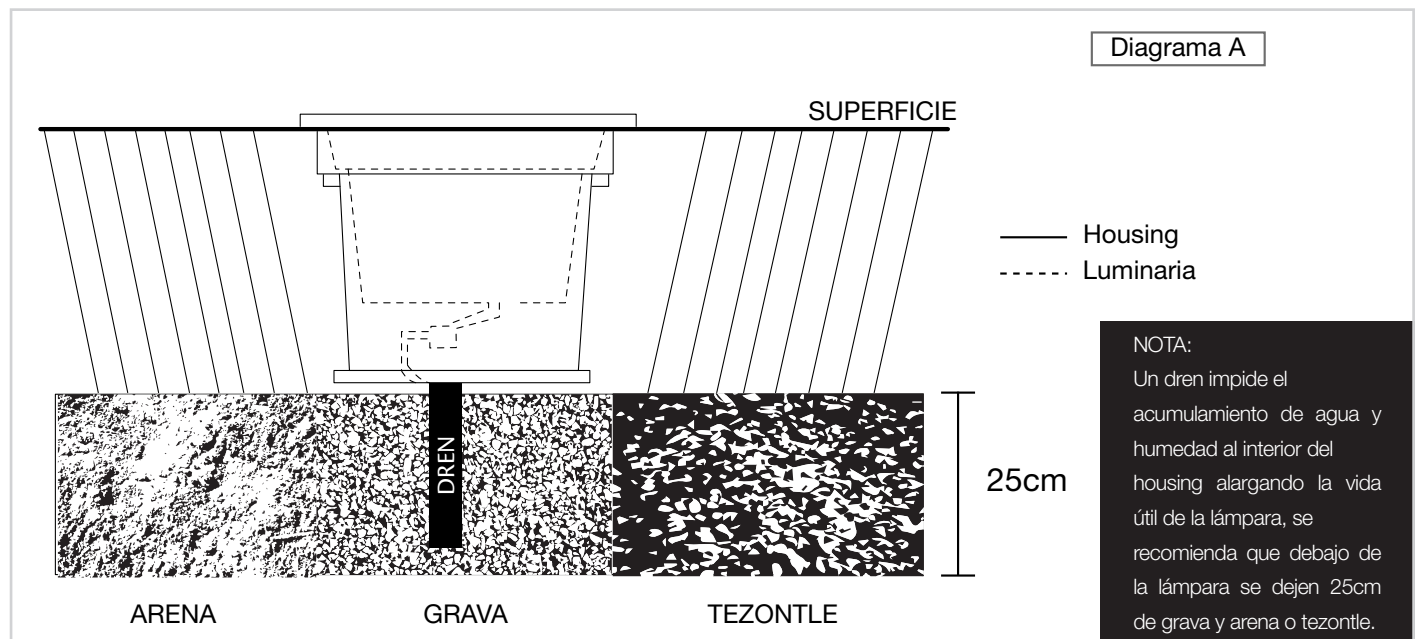 Diagrama A
SUPERFICIE
Housing
Luminaria
NOTA:
Un dren impide el
acumulamiento de agua y
humedad al interior del
housing alargando la vida
útil de la lámpara, se
recomienda que debajo de
la lámpara se dejen 25cm
de grava y arena o tezontle.
DREN
25cm
ARENA
GRAVA
TEZONTLE